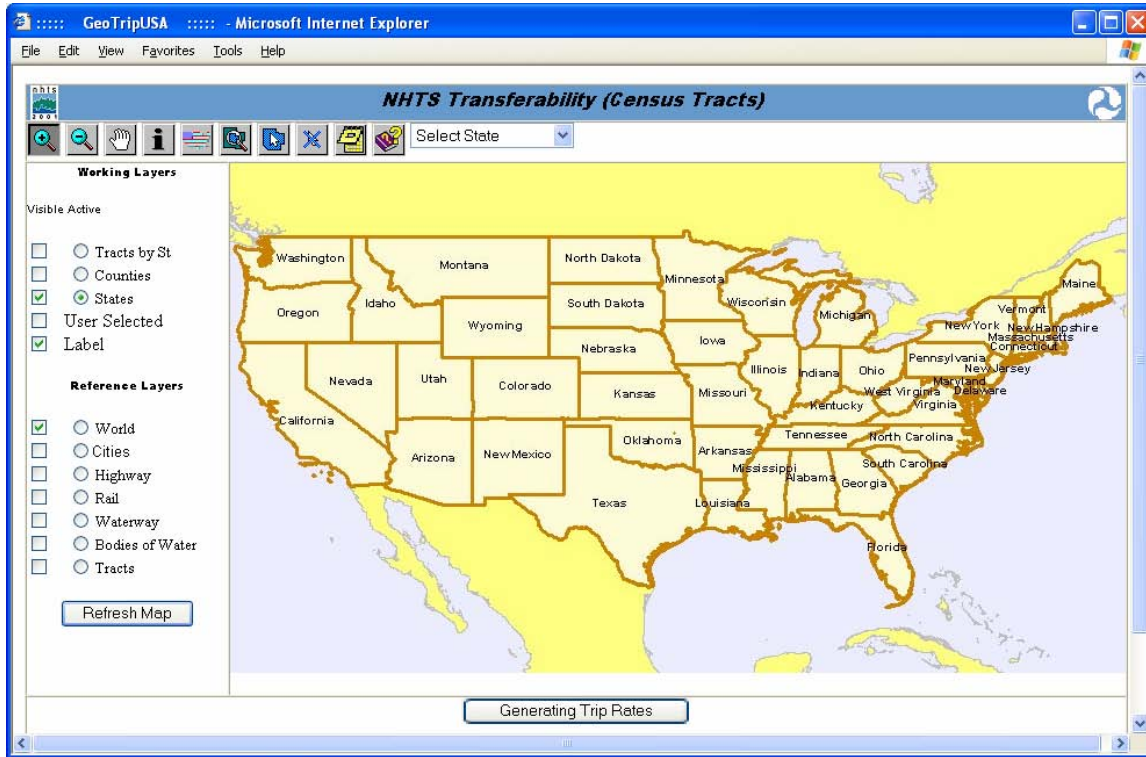 ::::: GeoTripUSA ::::: - Microsoft Internet Explorer
File Edit View Favorites Tools Help
nhts
2001
NHTS Transferability (Census Tracts)
Select State
Working Layers
Visible Active
Tracts by St
Counties
States
User Selected
Label
Reference Layers
World
Cities
Highway
Rail
Waterway
Bodies of Water
Tracts
Refresh Map
Washington
Montana
North Dakota
Minnesota
Maine
Oregon
Idaho
Wyoming
South Dakota
Wisconsin
Michigan
Vermont
New York
New Hampshire
Massachusetts
Connecticut
Nevada
Utah
Colorado
Nebraska
Iowa
Illinois
Indiana
Ohio
Pennsylvania
New Jersey
Maryland
Delaware
West Virginia
Virginia
California
Kansas
Missouri
Kentucky
Arizona
New Mexico
Oklahoma
Arkansas
Tennessee
North Carolina
South Carolina
Mississippi
Alabama
Georgia
Texas
Louisiana
Florida
Generating Trip Rates